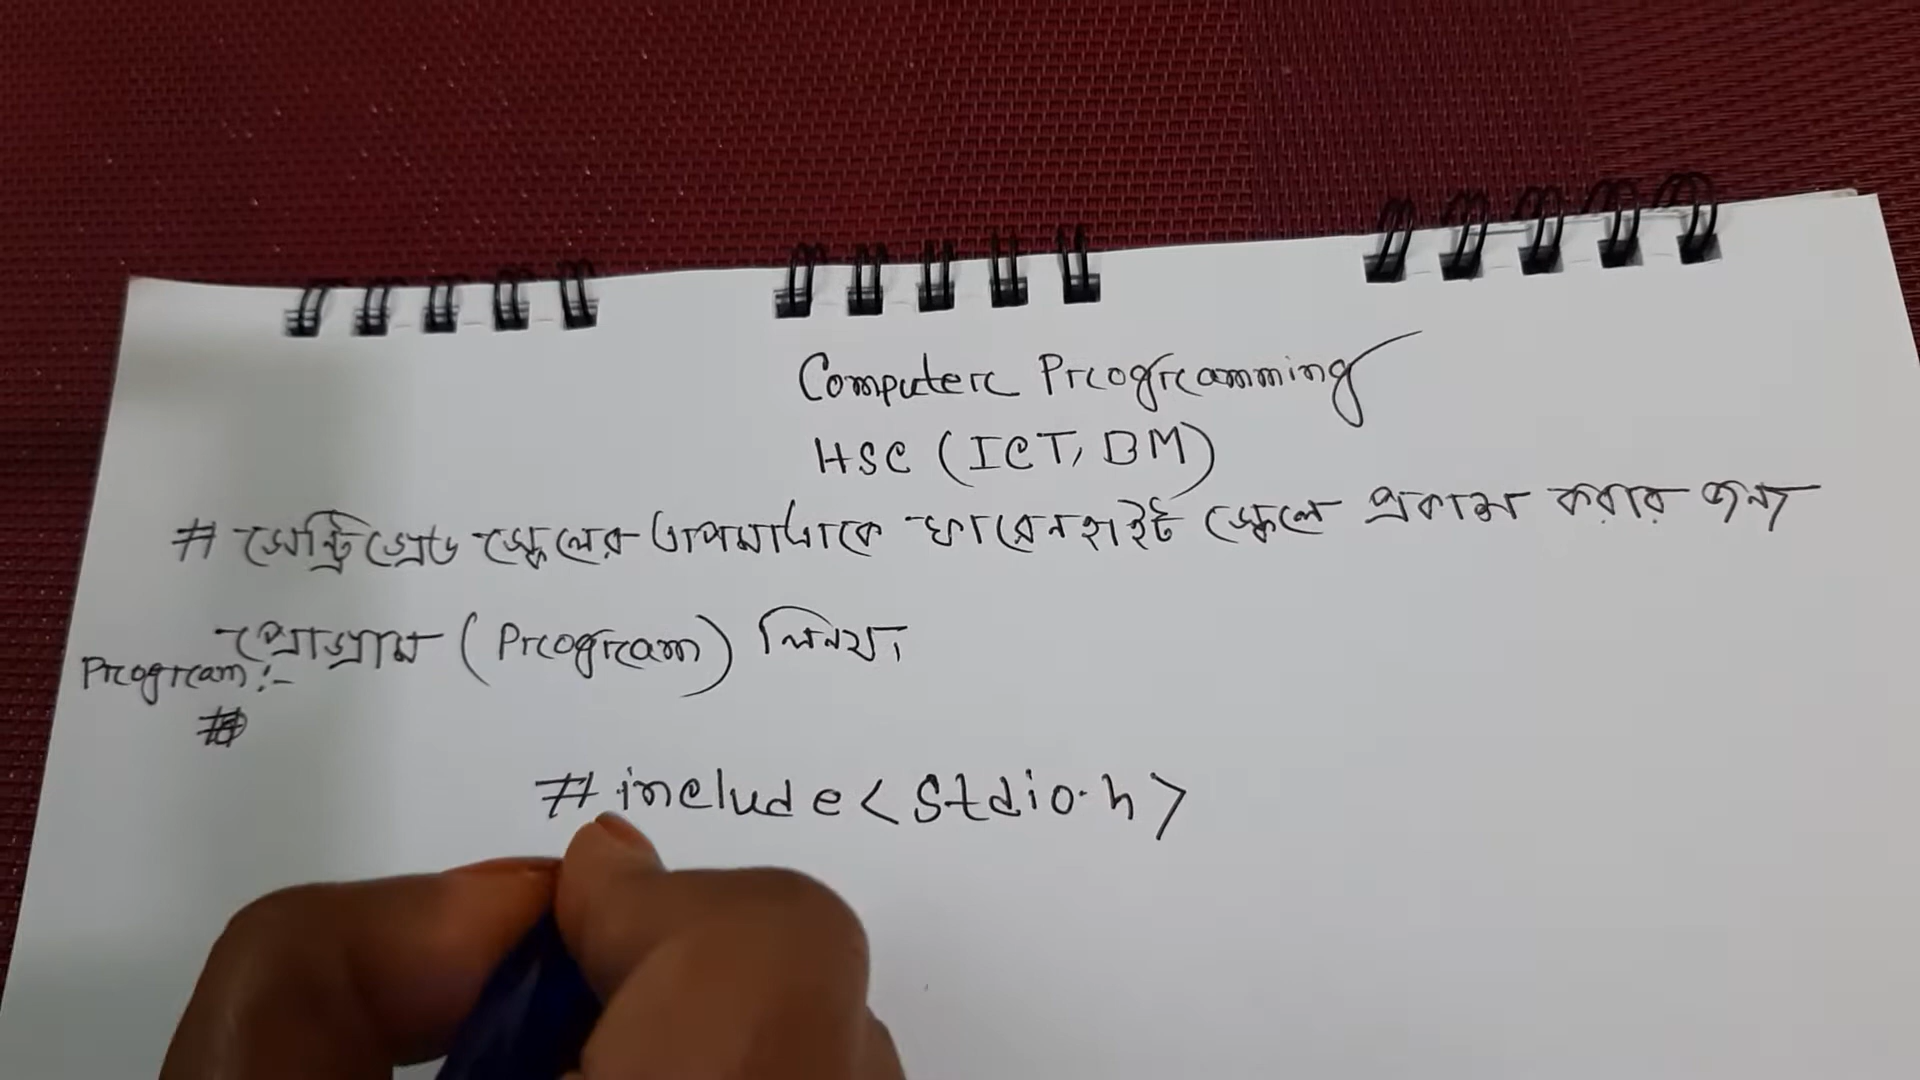 Computer Programming
HSC (ICT, BM)
# সেন্ট্রিগ্রেড স্কেলের তাপমাত্রাকে ফারেনহাইট স্কেলে প্রকাশ করার জন্য
প্রোগ্রাম (Program) লিখ।
Program:-
#
#include<stdio.h>